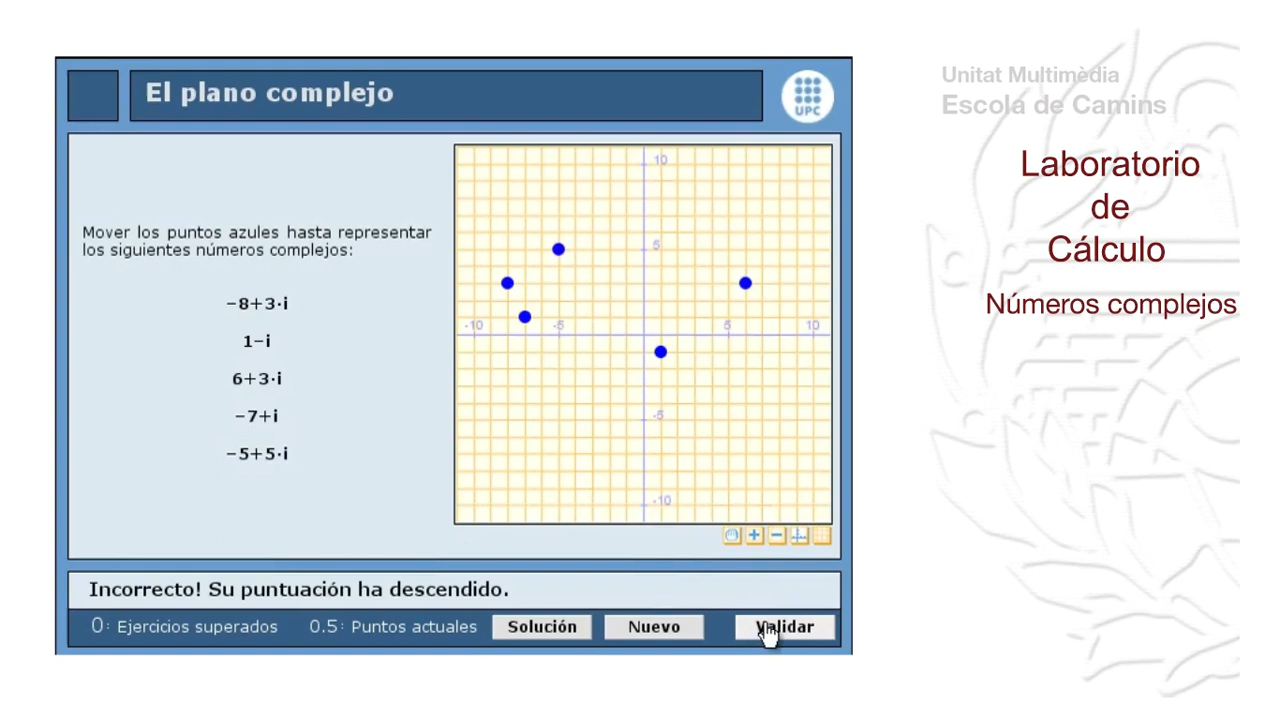 El plano complejo
UPC
Unitat Multimèdia
Escola de Camins
Laboratorio
de
Cálculo
Números complejos
Mover los puntos azules hasta representar
los siguientes números complejos:
−8+3·i
1−i
6+3·i
−7+i
−5+5·i
10
5
-10
-5
5
10
-5
-10
Incorrecto! Su puntuación ha descendido.
0: Ejercicios superados
0.5: Puntos actuales
Solución
Nuevo
Validar